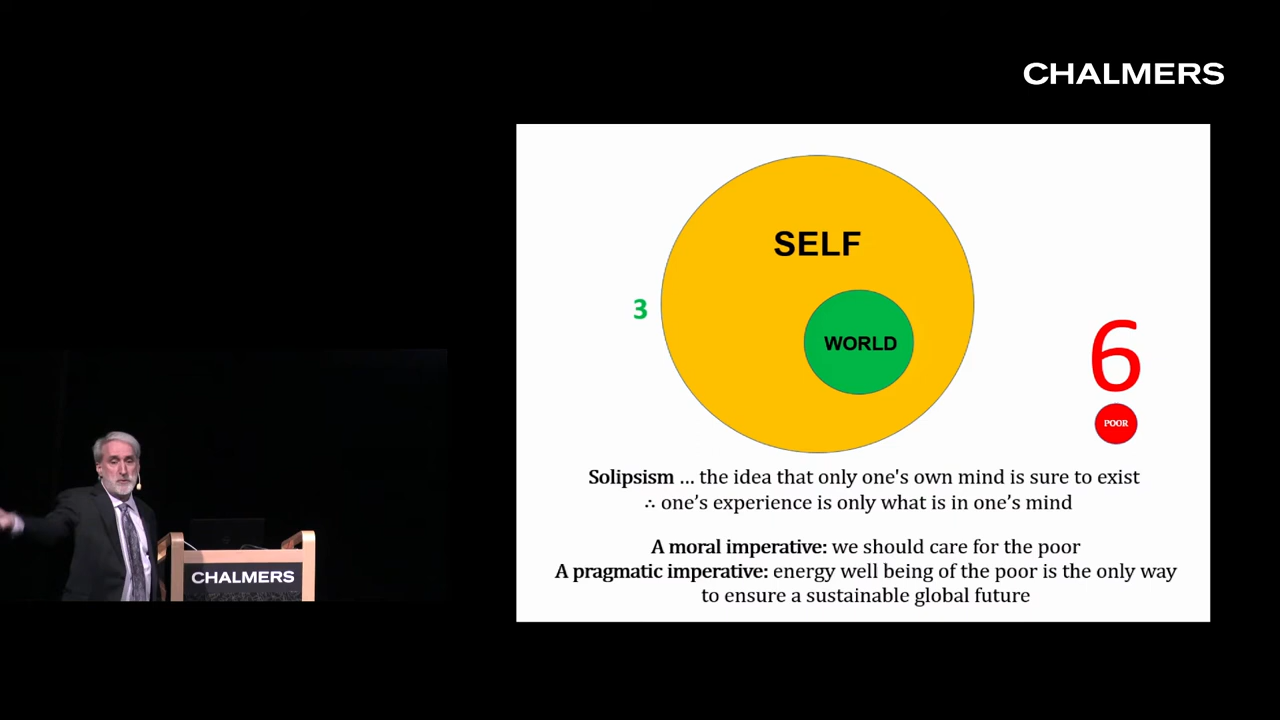 CHALMERS
SELF
3
WORLD
6
POOR
Solipsism ... the idea that only one's own mind is sure to exist
∴ one’s experience is only what is in one’s mind
A moral imperative: we should care for the poor
A pragmatic imperative: energy well being of the poor is the only way
to ensure a sustainable global future
CHALMERS